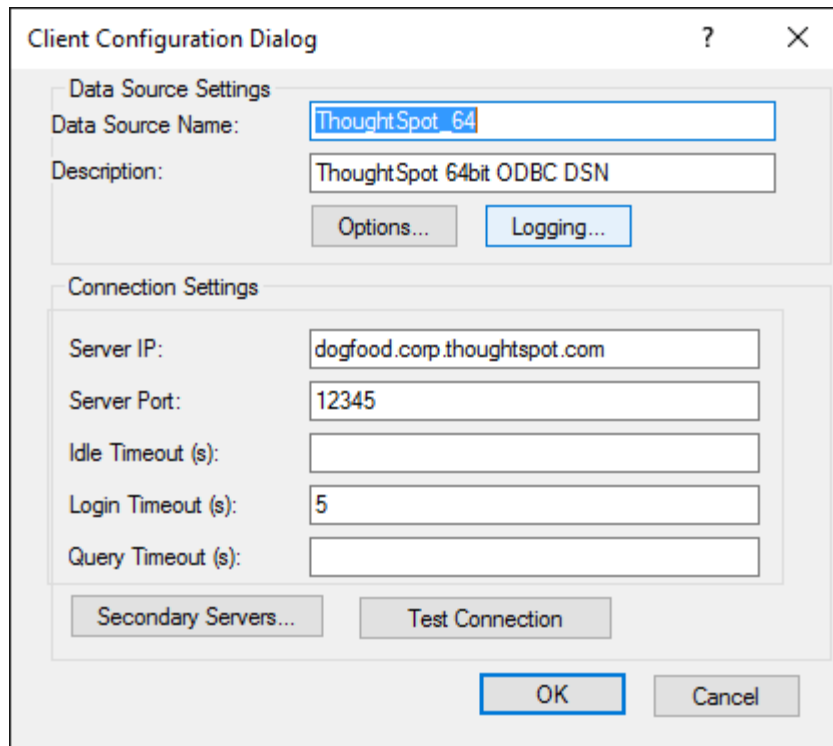 Client Configuration Dialog ?
Data Source Settings
Data Source Name: ThoughtSpot_64
Description: ThoughtSpot 64bit ODBC DSN
Options... Logging...
Connection Settings
Server IP: dogfood.corp.thoughtspot.com
Server Port: 12345
Idle Timeout (s):
Login Timeout (s): 5
Query Timeout (s):
Secondary Servers... Test Connection
OK Cancel